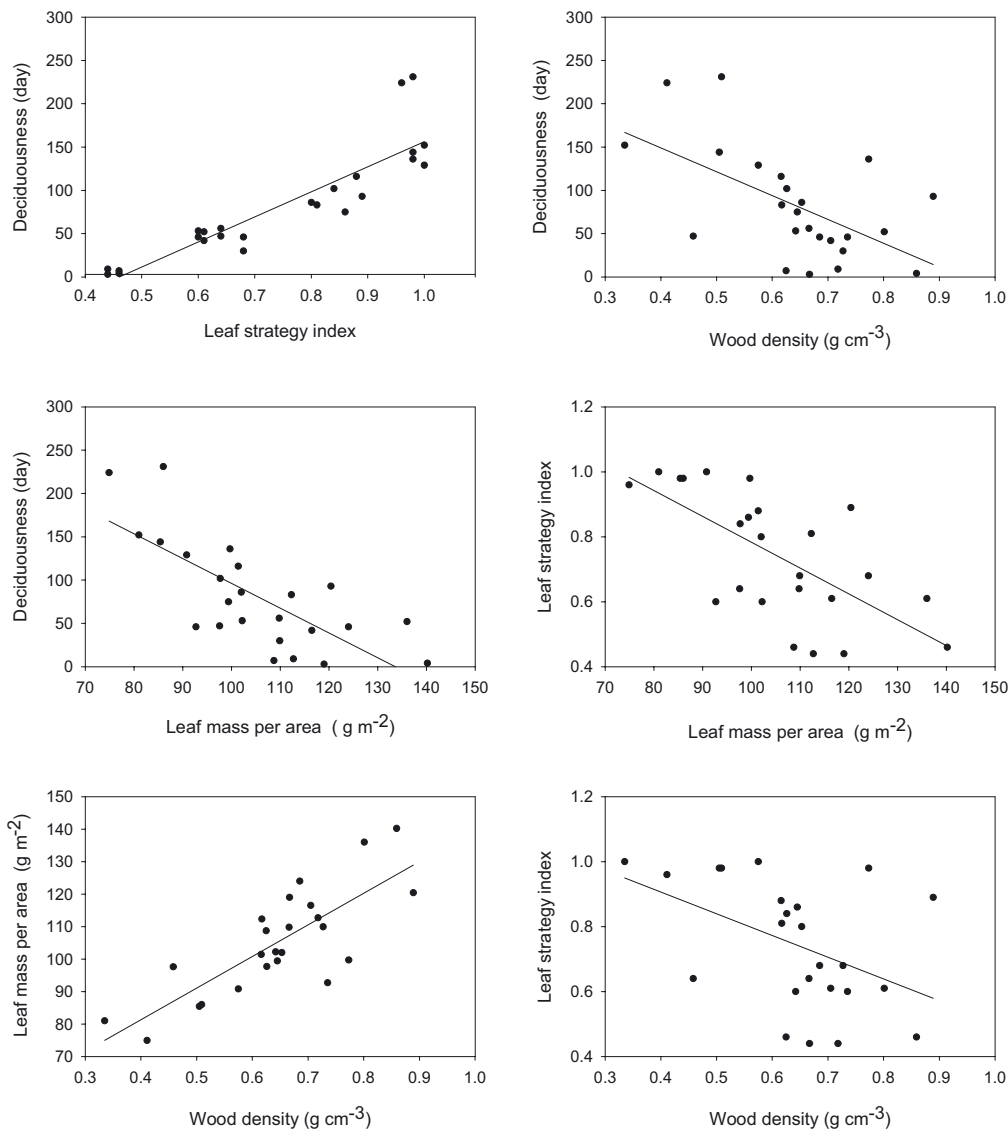 300
250
200
150
100
50
0
Deciduousness (day)
0.4 0.5 0.6 0.7 0.8 0.9 1.0
Leaf strategy index
300
250
200
150
100
50
0
Deciduousness (day)
0.3 0.4 0.5 0.6 0.7 0.8 0.9 1.0
Wood density (g cm-3)
300
250
200
150
100
50
0
Deciduousness (day)
70 80 90 100 110 120 130 140 150
Leaf mass per area ( g m-2)
1.2
1.0
0.8
0.6
0.4
Leaf strategy index
70 80 90 100 110 120 130 140 150
Leaf mass per area (g m-2)
150
140
130
120
110
100
90
80
70
Leaf mass per area (g m-2)
0.3 0.4 0.5 0.6 0.7 0.8 0.9 1.0
Wood density (g cm-3)
1.2
1.0
0.8
0.6
0.4
Leaf strategy index
0.3 0.4 0.5 0.6 0.7 0.8 0.9 1.0
Wood density (g cm-3)